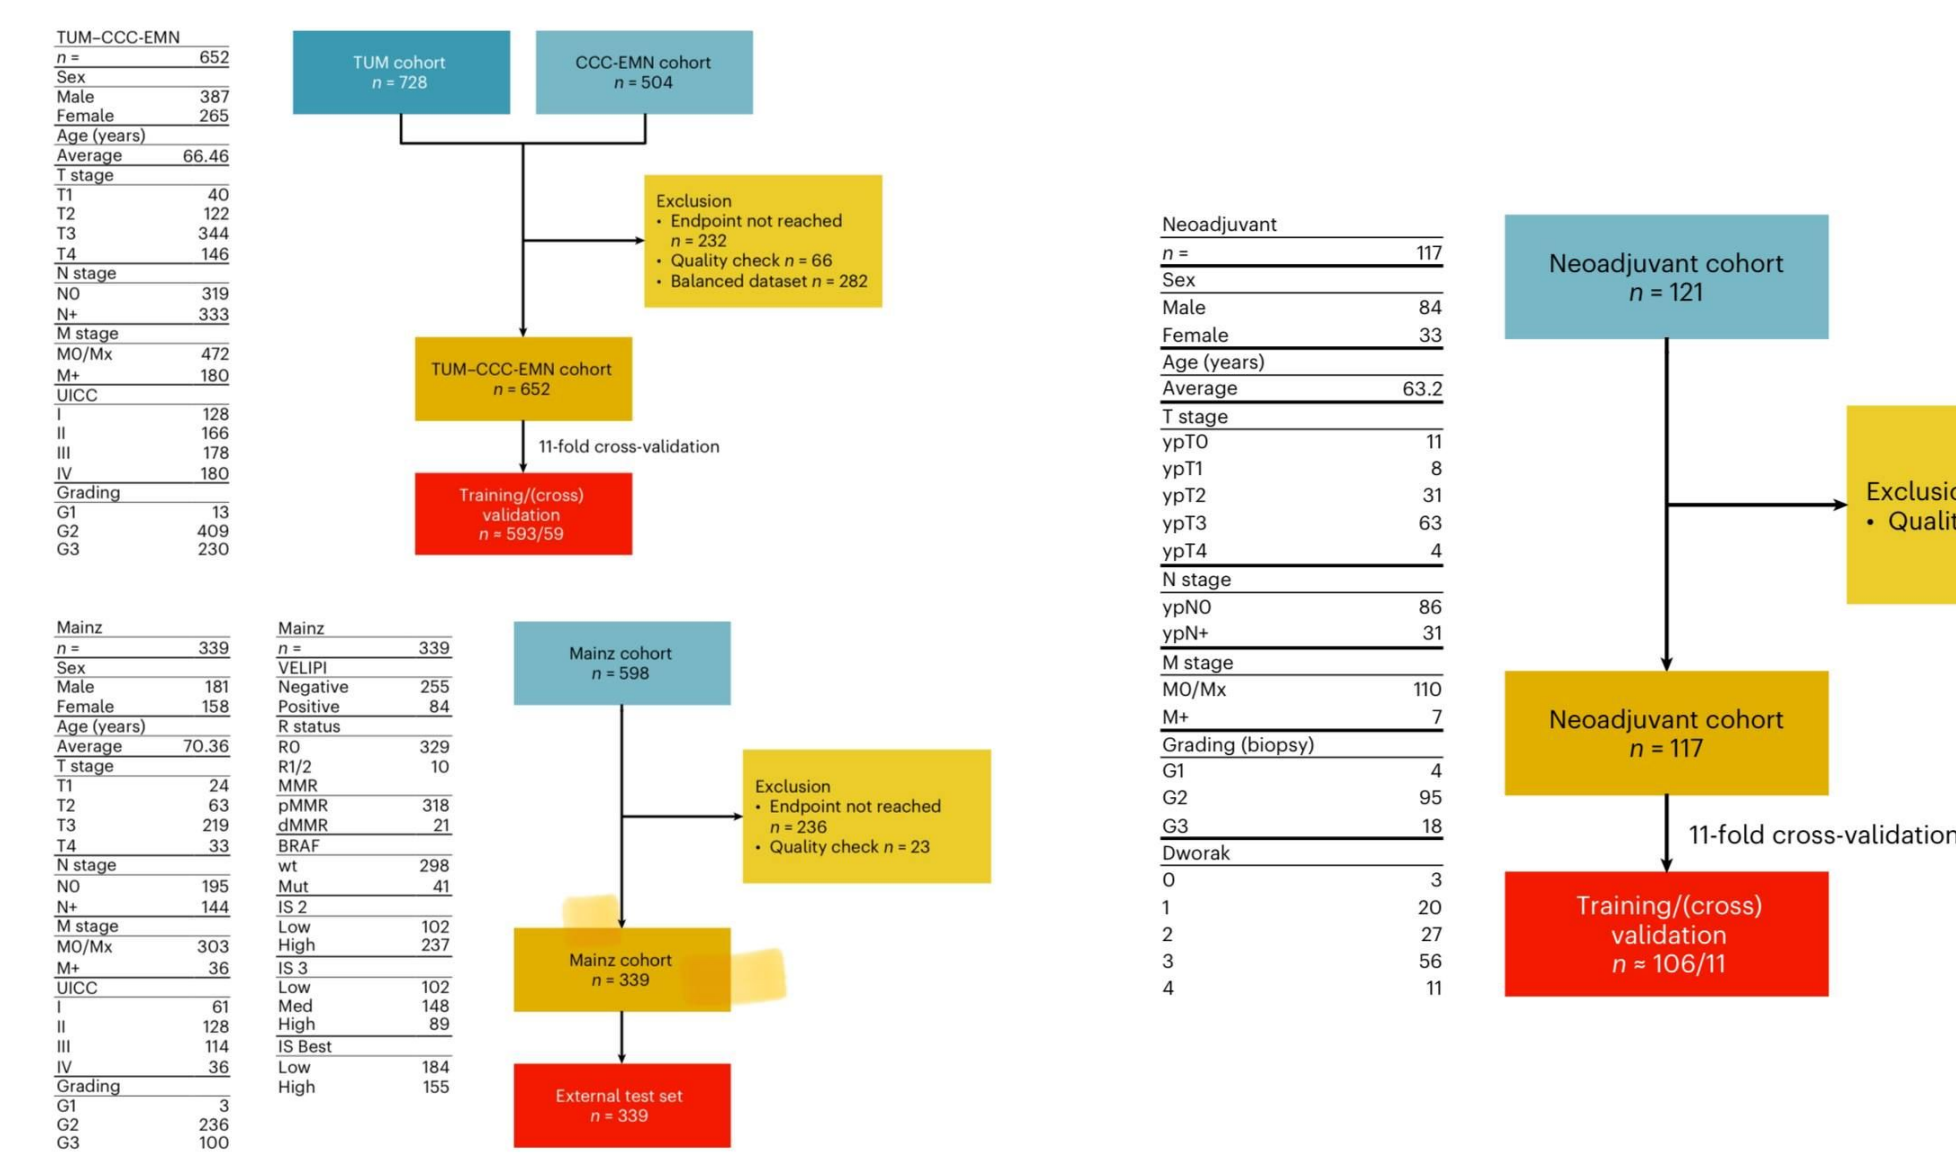 TUM–CCC-EMN
n = 652
Sex
Male 387
Female 265
Age (years)
Average 66.46
T stage
T1 40
T2 122
T3 344
T4 146
N stage
N0 319
N+ 333
M stage
M0/Mx 472
M+ 180
UICC
I 128
II 166
III 178
IV 180
Grading
G1 13
G2 409
G3 230
TUM cohort
n = 728
CCC-EMN cohort
n = 504
Exclusion
• Endpoint not reached
n = 232
• Quality check n = 66
• Balanced dataset n = 282
TUM–CCC-EMN cohort
n = 652
11-fold cross-validation
Training/(cross)
validation
n ≈ 593/59
Mainz
n = 339
Sex
Male 181
Female 158
Age (years)
Average 70.36
T stage
T1 24
T2 63
T3 219
T4 33
N stage
N0 195
N+ 144
M stage
M0/Mx 303
M+ 36
UICC
I 61
II 128
III 114
IV 36
Grading
G1 3
G2 236
G3 100
Mainz
n = 339
VELIPI
Negative 255
Positive 84
R status
R0 329
R1/2 10
MMR
pMMR 318
dMMR 21
BRAF
wt 298
Mut 41
IS 2
Low 102
High 237
IS 3
Low 102
Med 148
High 89
IS Best
Low 184
High 155
Mainz cohort
n = 598
Exclusion
• Endpoint not reached
n = 236
• Quality check n = 23
Mainz cohort
n = 339
External test set
n = 339
Neoadjuvant
n = 117
Sex
Male 84
Female 33
Age (years)
Average 63.2
T stage
ypT0 11
ypT1 8
ypT2 31
ypT3 63
ypT4 4
N stage
ypN0 86
ypN+ 31
M stage
M0/Mx 110
M+ 7
Grading (biopsy)
G1 4
G2 95
G3 18
Dworak
0 3
1 20
2 27
3 56
4 11
Neoadjuvant cohort
n = 121
Exclusio
• Qualit
Neoadjuvant cohort
n = 117
11-fold cross-validation
Training/(cross)
validation
n ≈ 106/11